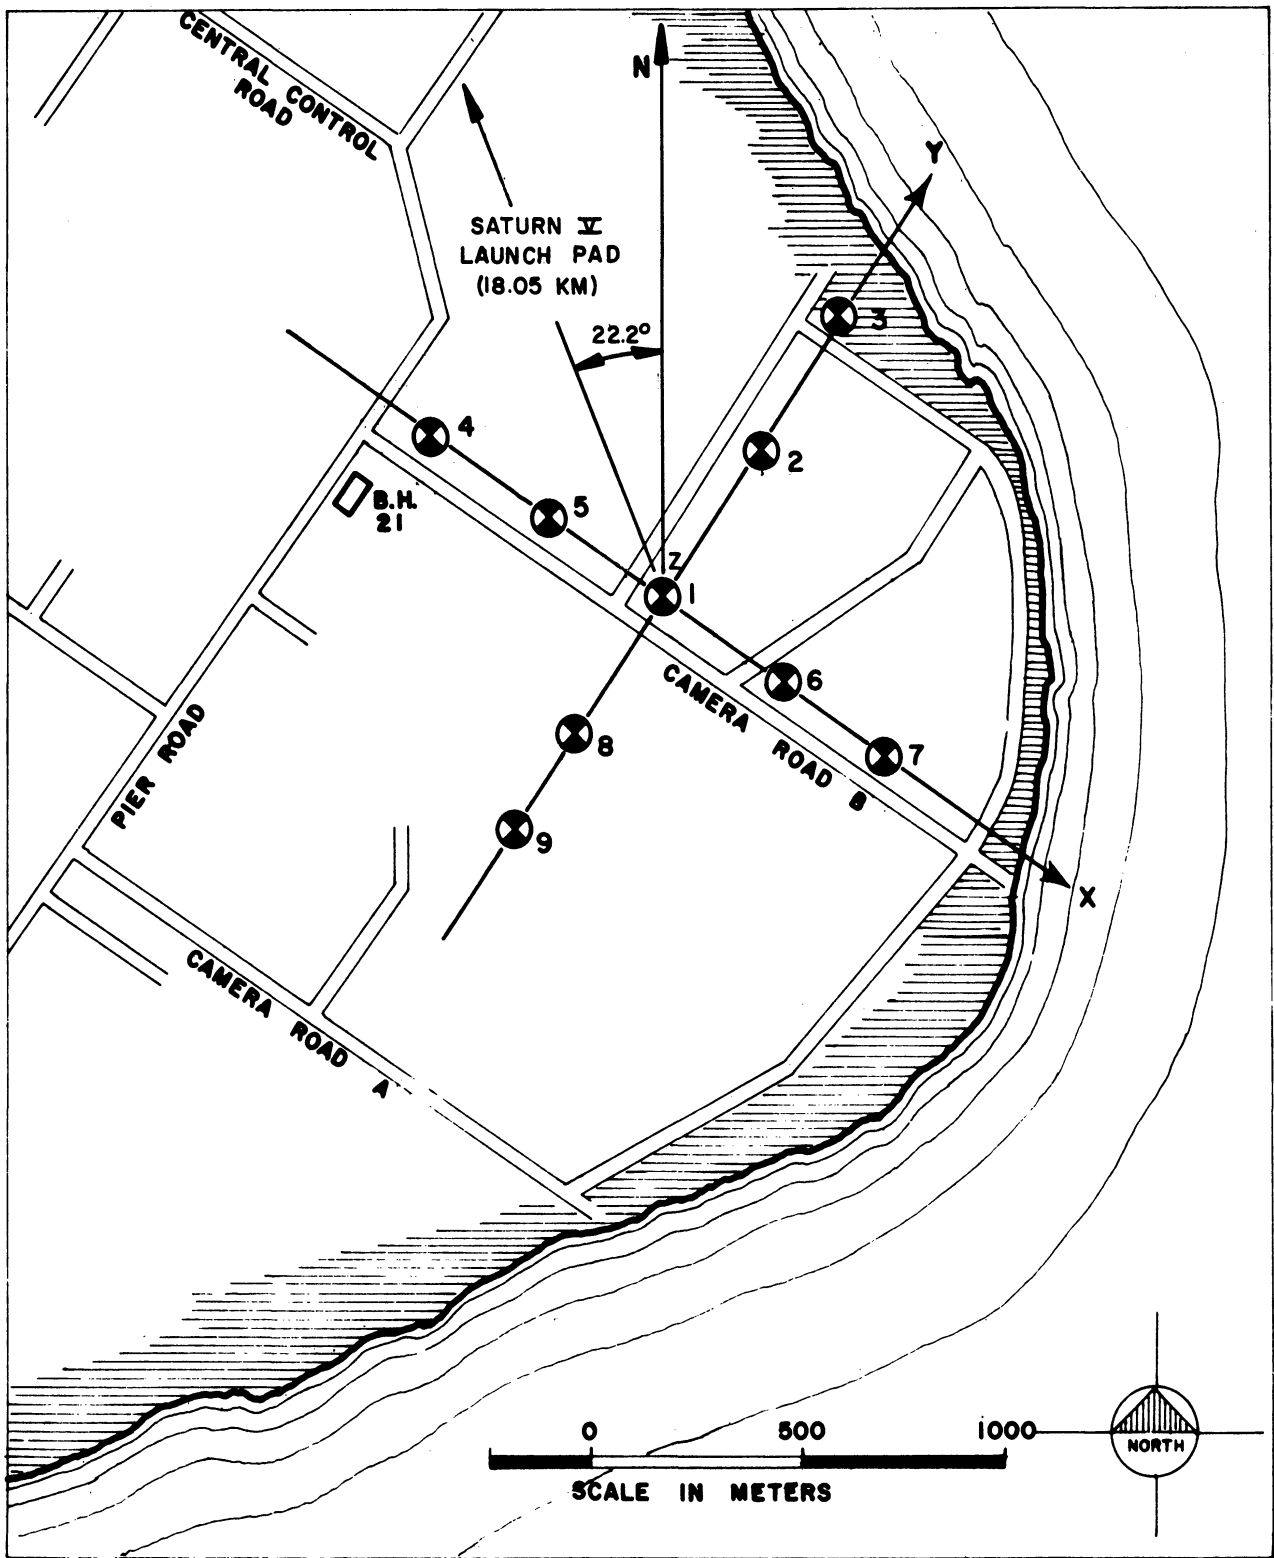 CENTRAL CONTROL
ROAD
N
Y
SATURN V
LAUNCH PAD
(18.05 KM)
22.2°
3
4
2
5
B.H.
21
Z
1
6
CAMERA ROAD B
7
8
PIER ROAD
9
X
CAMERA ROAD A
0 500 1000
NORTH
SCALE IN METERS